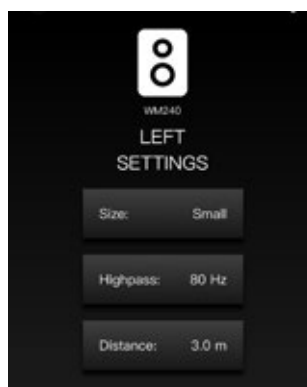 WM240
LEFT
SETTINGS
Size: Small
Highpass: 80 Hz
Distance: 3.0 m